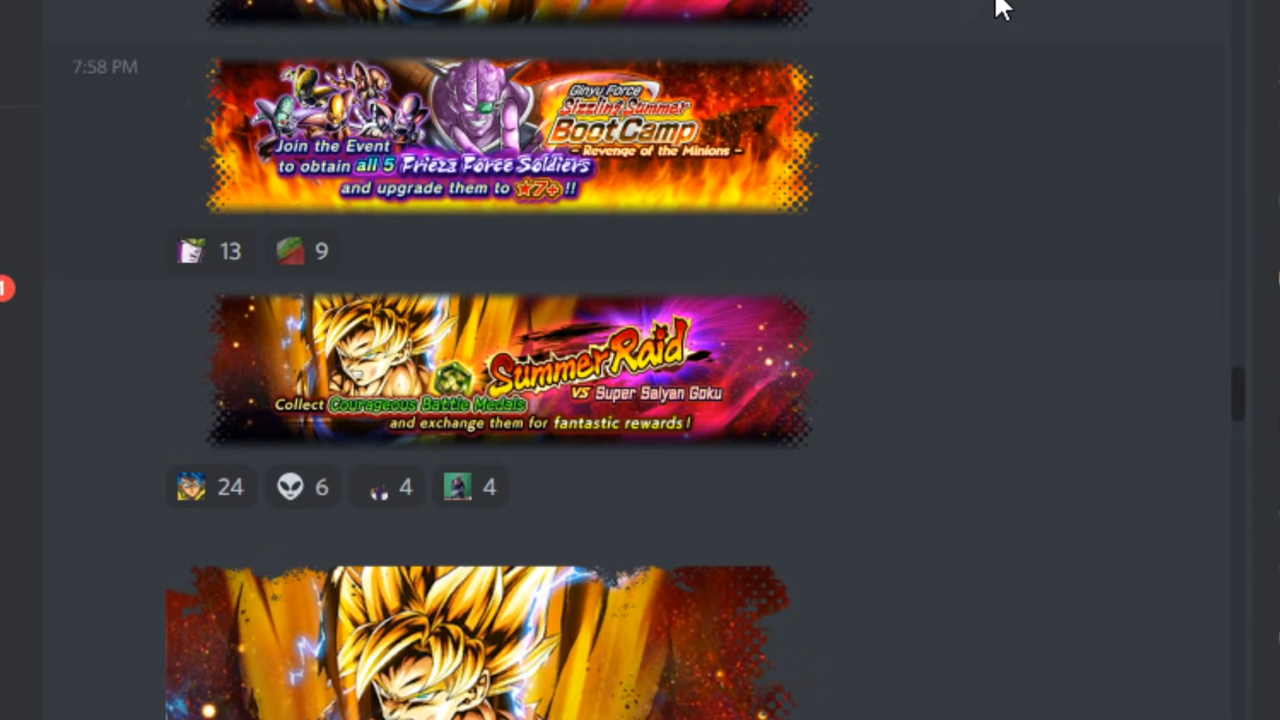 7:58 PM
Ginyu Force
Sizzling Summer
BootCamp
- Revenge of the Minions -
Join the Event
to obtain all 5 Frieza Force Soldiers
and upgrade them to ★7+!!
13
9
1
Summer Raid
VS Super Saiyan Goku
Collect Courageous Battle Medals
and exchange them for fantastic rewards!
24
6
4
4